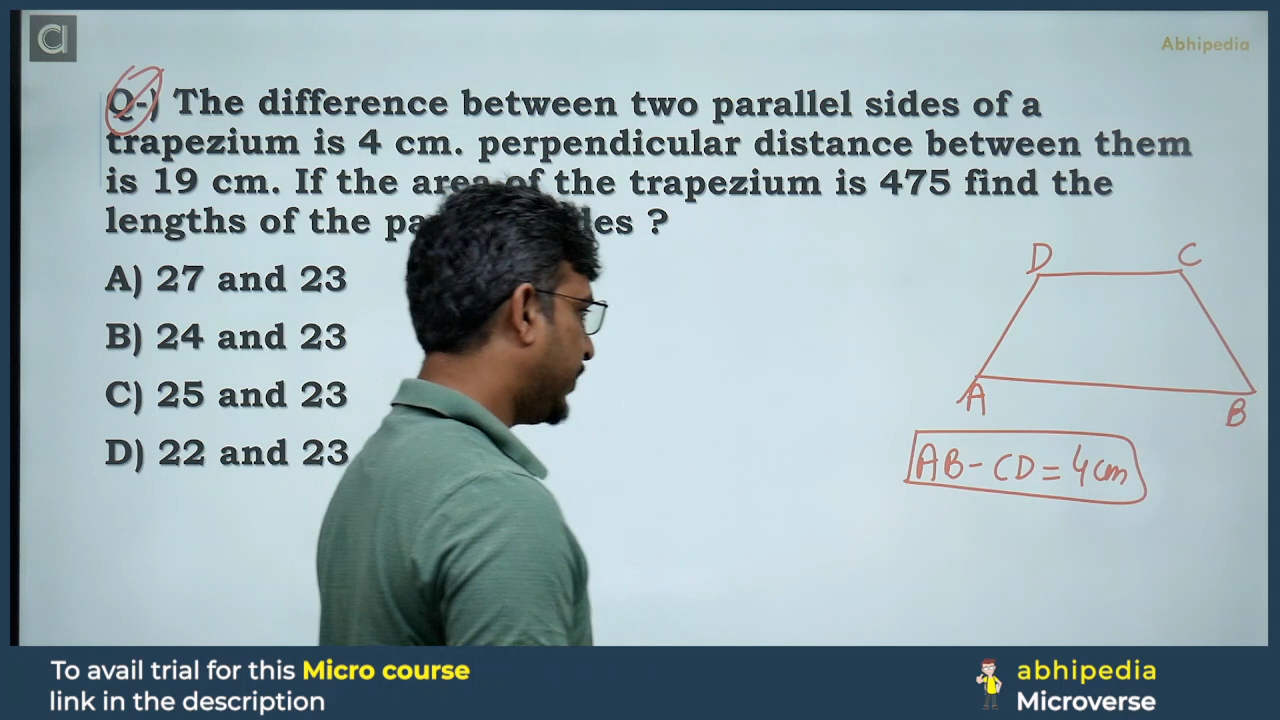 Abhipedia
Q-) The difference between two parallel sides of a
trapezium is 4 cm. perpendicular distance between them
is 19 cm. If the area of the trapezium is 475 find the
lengths of the ?
A) 27 and 23
B) 24 and 23
C) 25 and 23
D) 22 and 23
D C
A B
AB - CD = 4cm
To avail trial for this Micro course
link in the description
abhipedia
Microverse